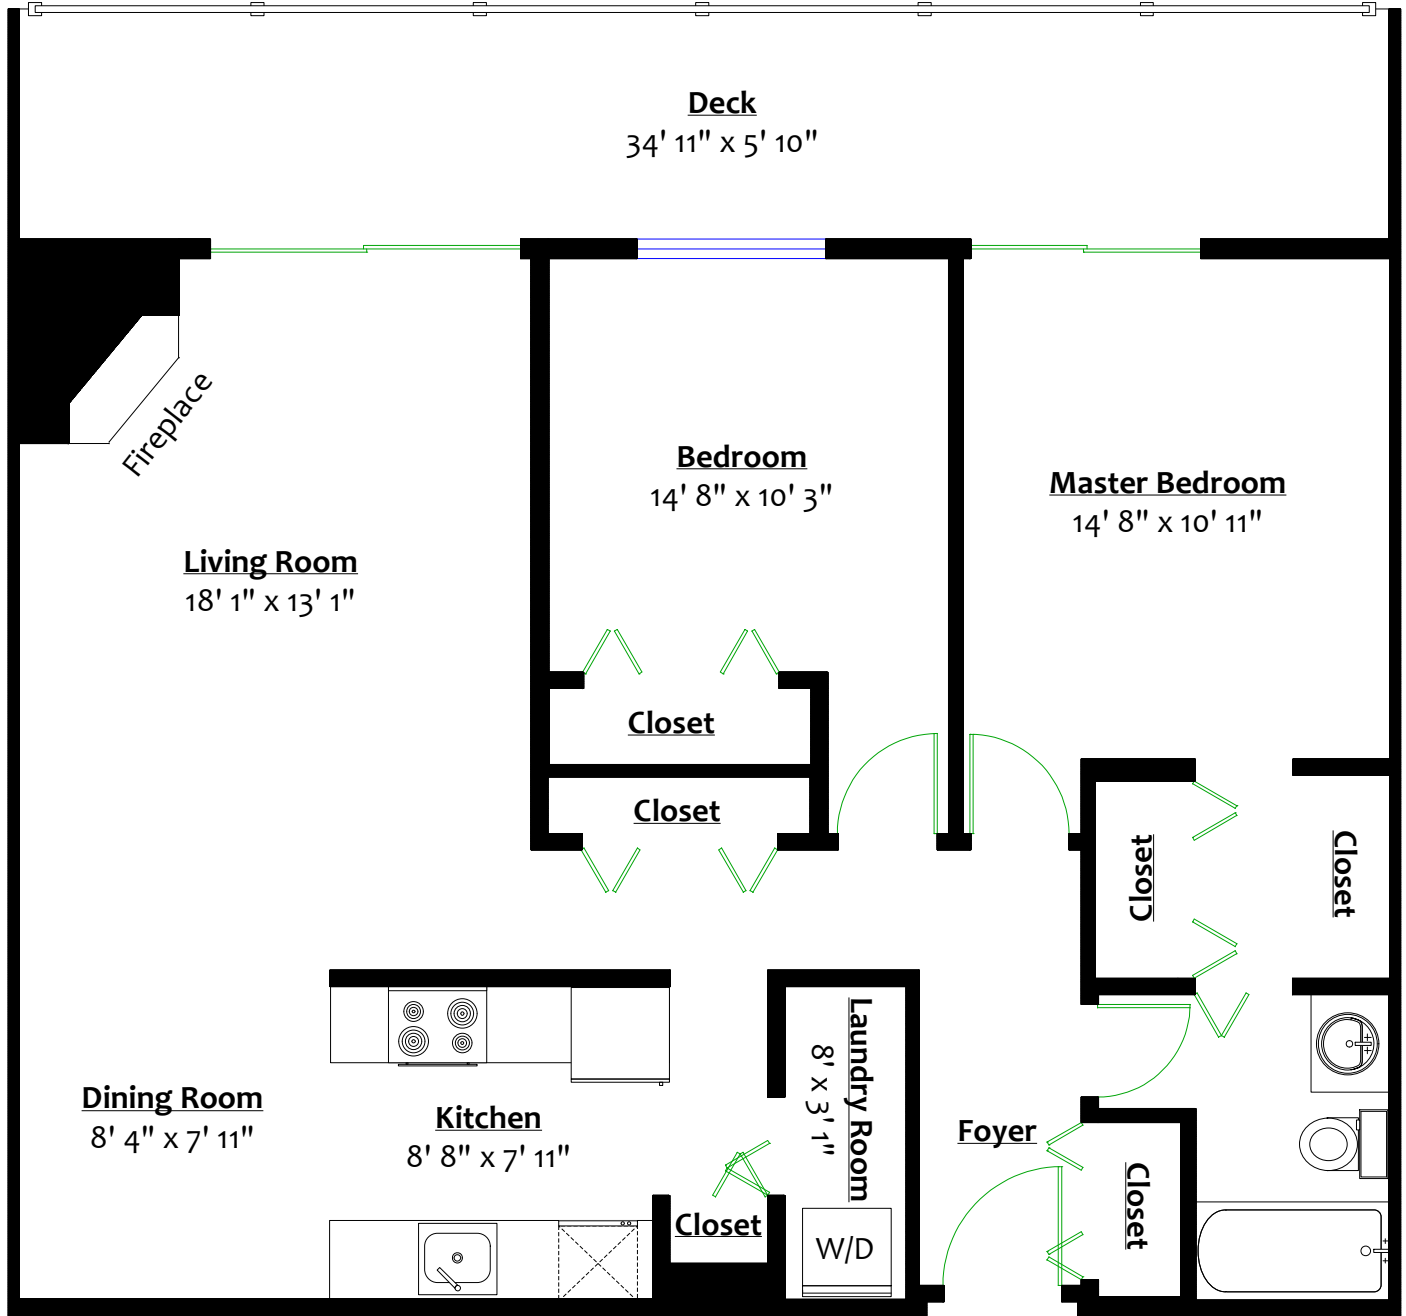 Deck
34' 11" x 5' 10"
Fireplace
Bedroom
14' 8" x 10' 3"
Master Bedroom
14' 8" x 10' 11"
Living Room
18' 1" x 13' 1"
Closet
Closet
Closet
Closet
Laundry Room
8' x 3' 1"
Dining Room
8' 4" x 7' 11"
Kitchen
8' 8" x 7' 11"
Foyer
Closet
Closet
W/D